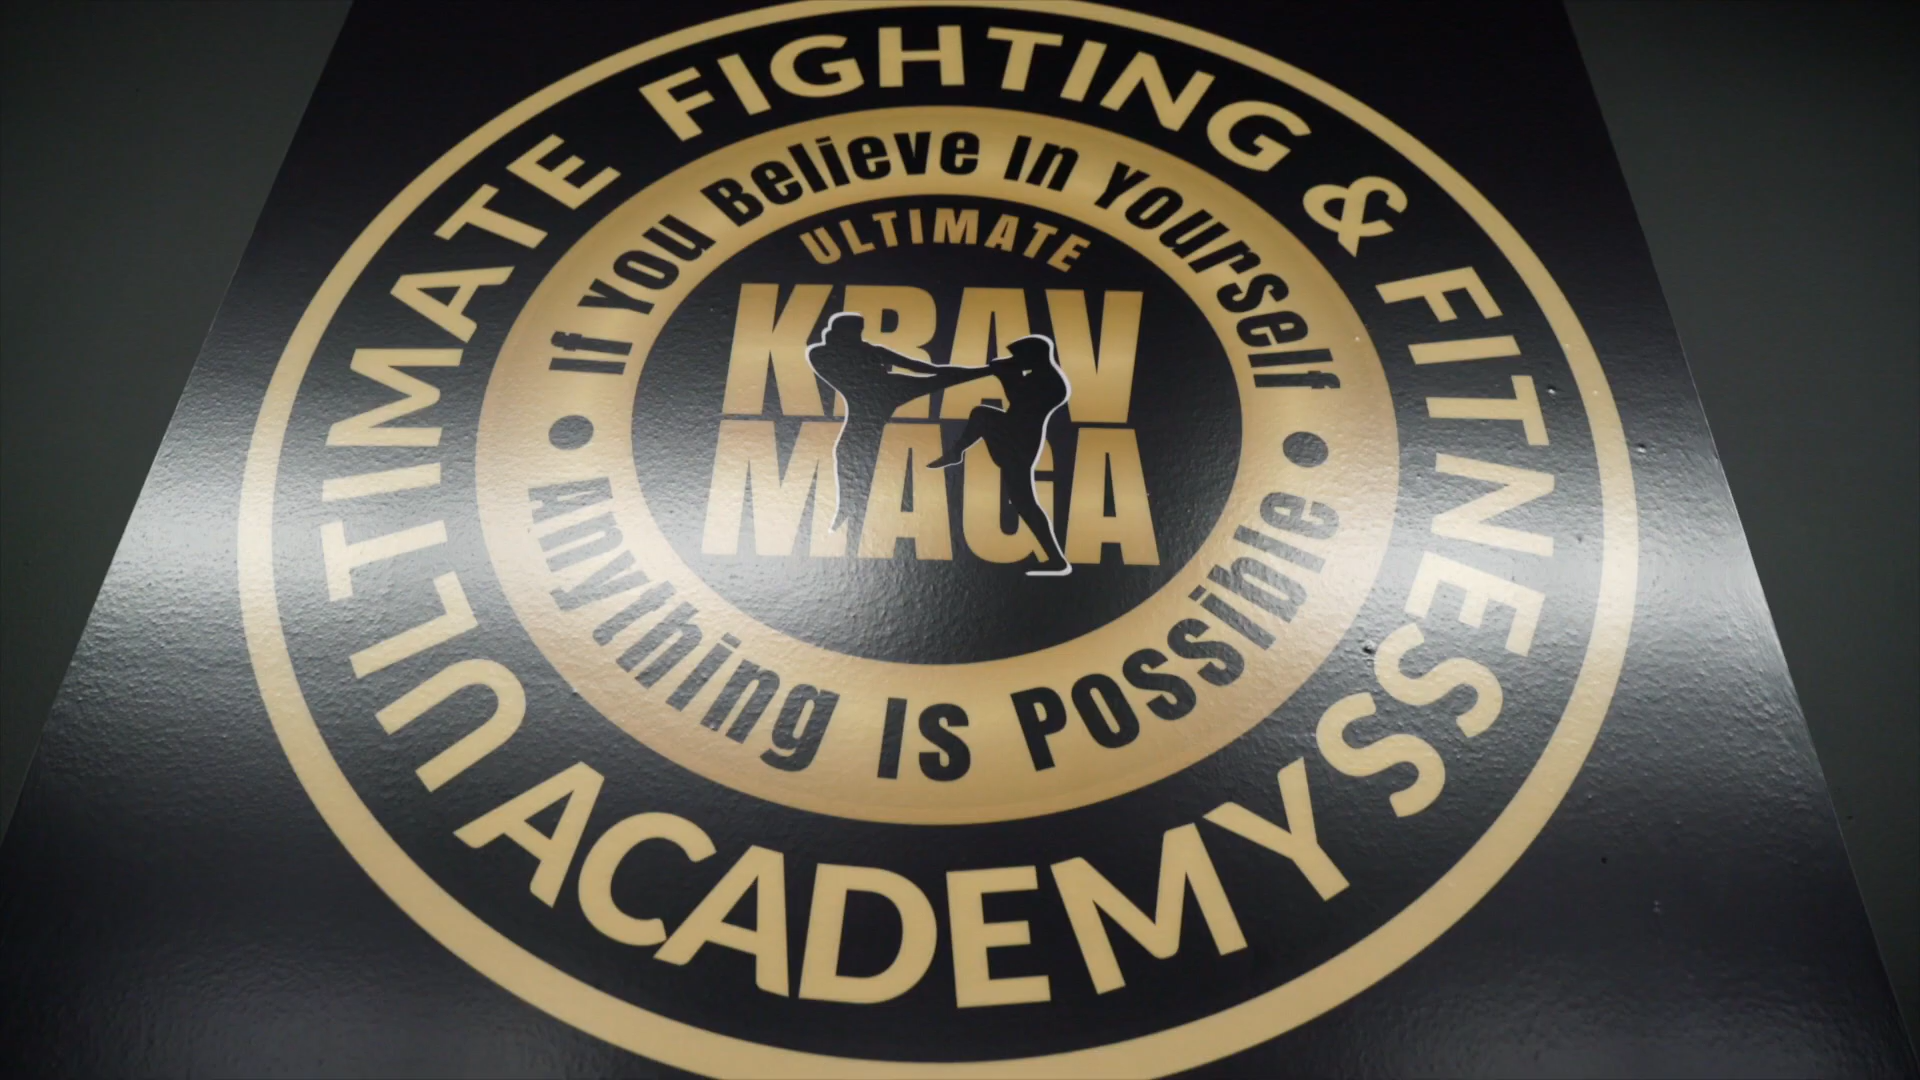 ULTIMATE FIGHTING & FITNESS
ACADEMY
If You Believe In Yourself
• Anything Is Possible •
ULTIMATE
KRAV
MAGA